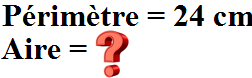 Périmètre = 24 cm
Aire = ?